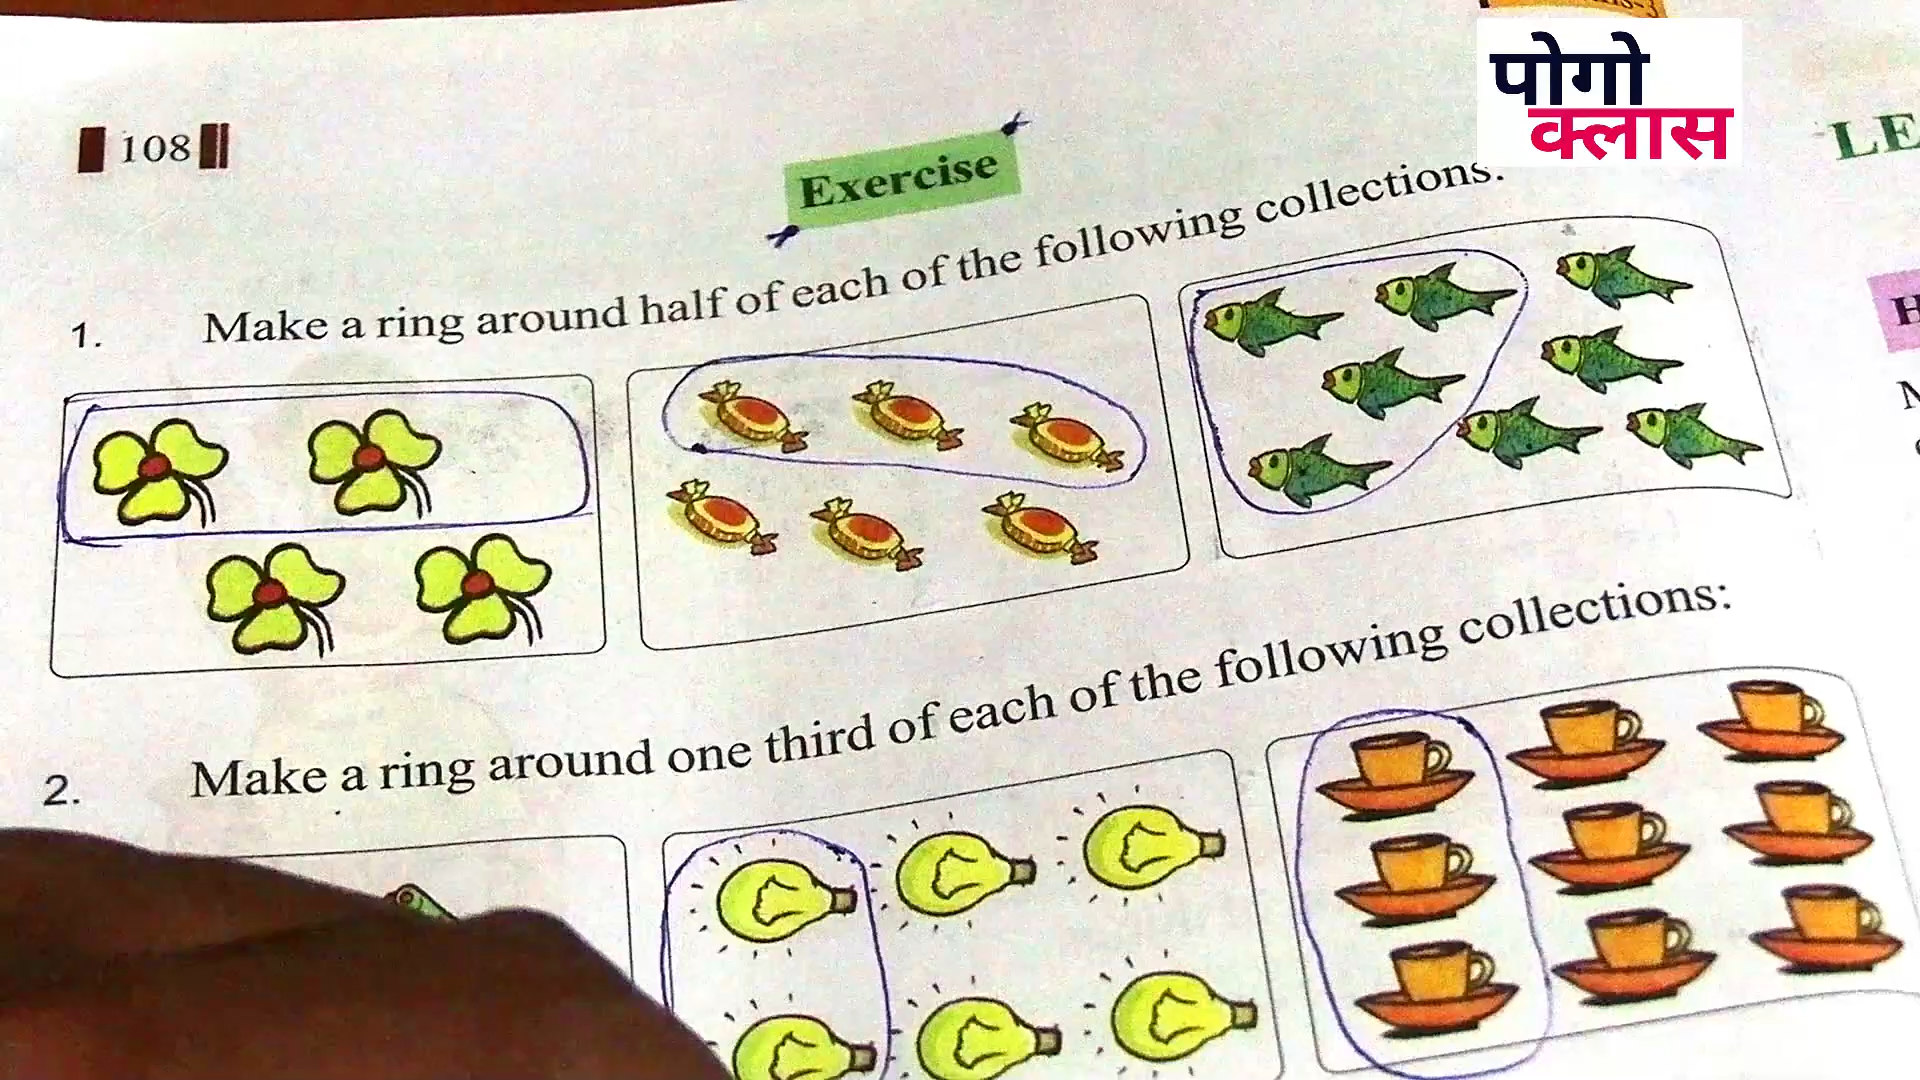 पोगो
क्लास
108
LE
Exercise
1. Make a ring around half of each of the following collections.
2. Make a ring around one third of each of the following collections: